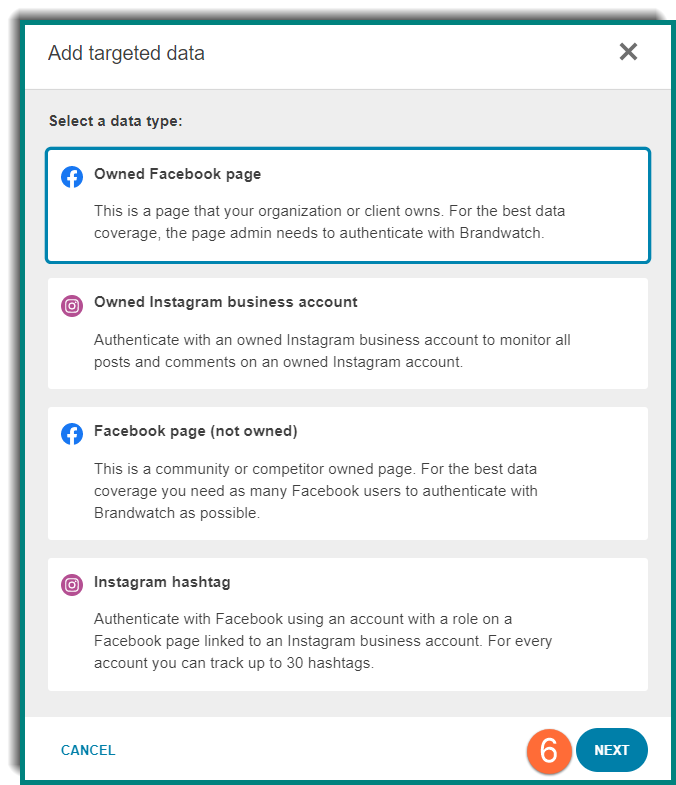 Add targeted data
Select a data type:
Owned Facebook page
This is a page that your organization or client owns. For the best data
coverage, the page admin needs to authenticate with Brandwatch.
Owned Instagram business account
Authenticate with an owned Instagram business account to monitor all
posts and comments on an owned Instagram account.
Facebook page (not owned)
This is a community or competitor owned page. For the best data
coverage you need as many Facebook users to authenticate with
Brandwatch as possible.
Instagram hashtag
Authenticate with Facebook using an account with a role on a
Facebook page linked to an Instagram business account. For every
account you can track up to 30 hashtags.
CANCEL
6
NEXT